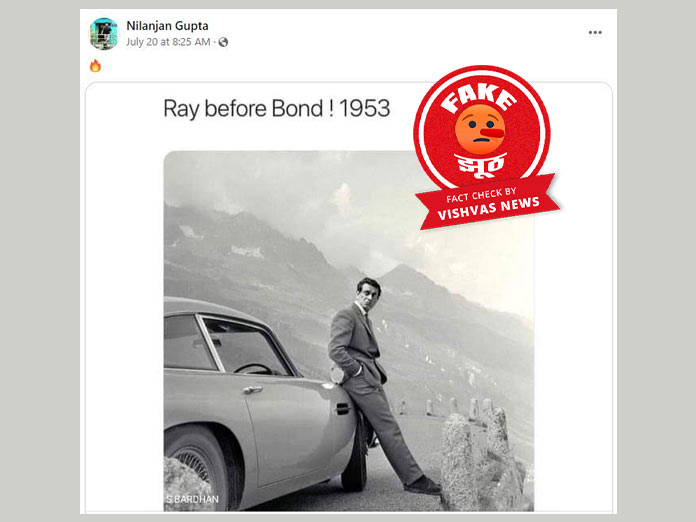 Nilanjan Gupta
July 20 at 8:25 AM ·
Ray before Bond ! 1953
FAKE
झूठ
FACT CHECK BY
VISHVAS NEWS
S BARDHAN